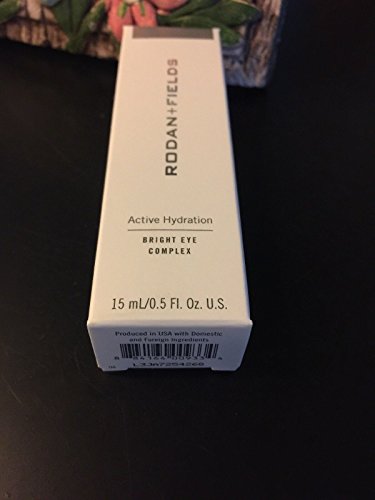 RODAN+FIELDS
Active Hydration
BRIGHT EYE
COMPLEX
15 mL/0.5 Fl. Oz. U.S.
Produced in USA with Domestic
and Foreign Ingredients
L3JA7254268